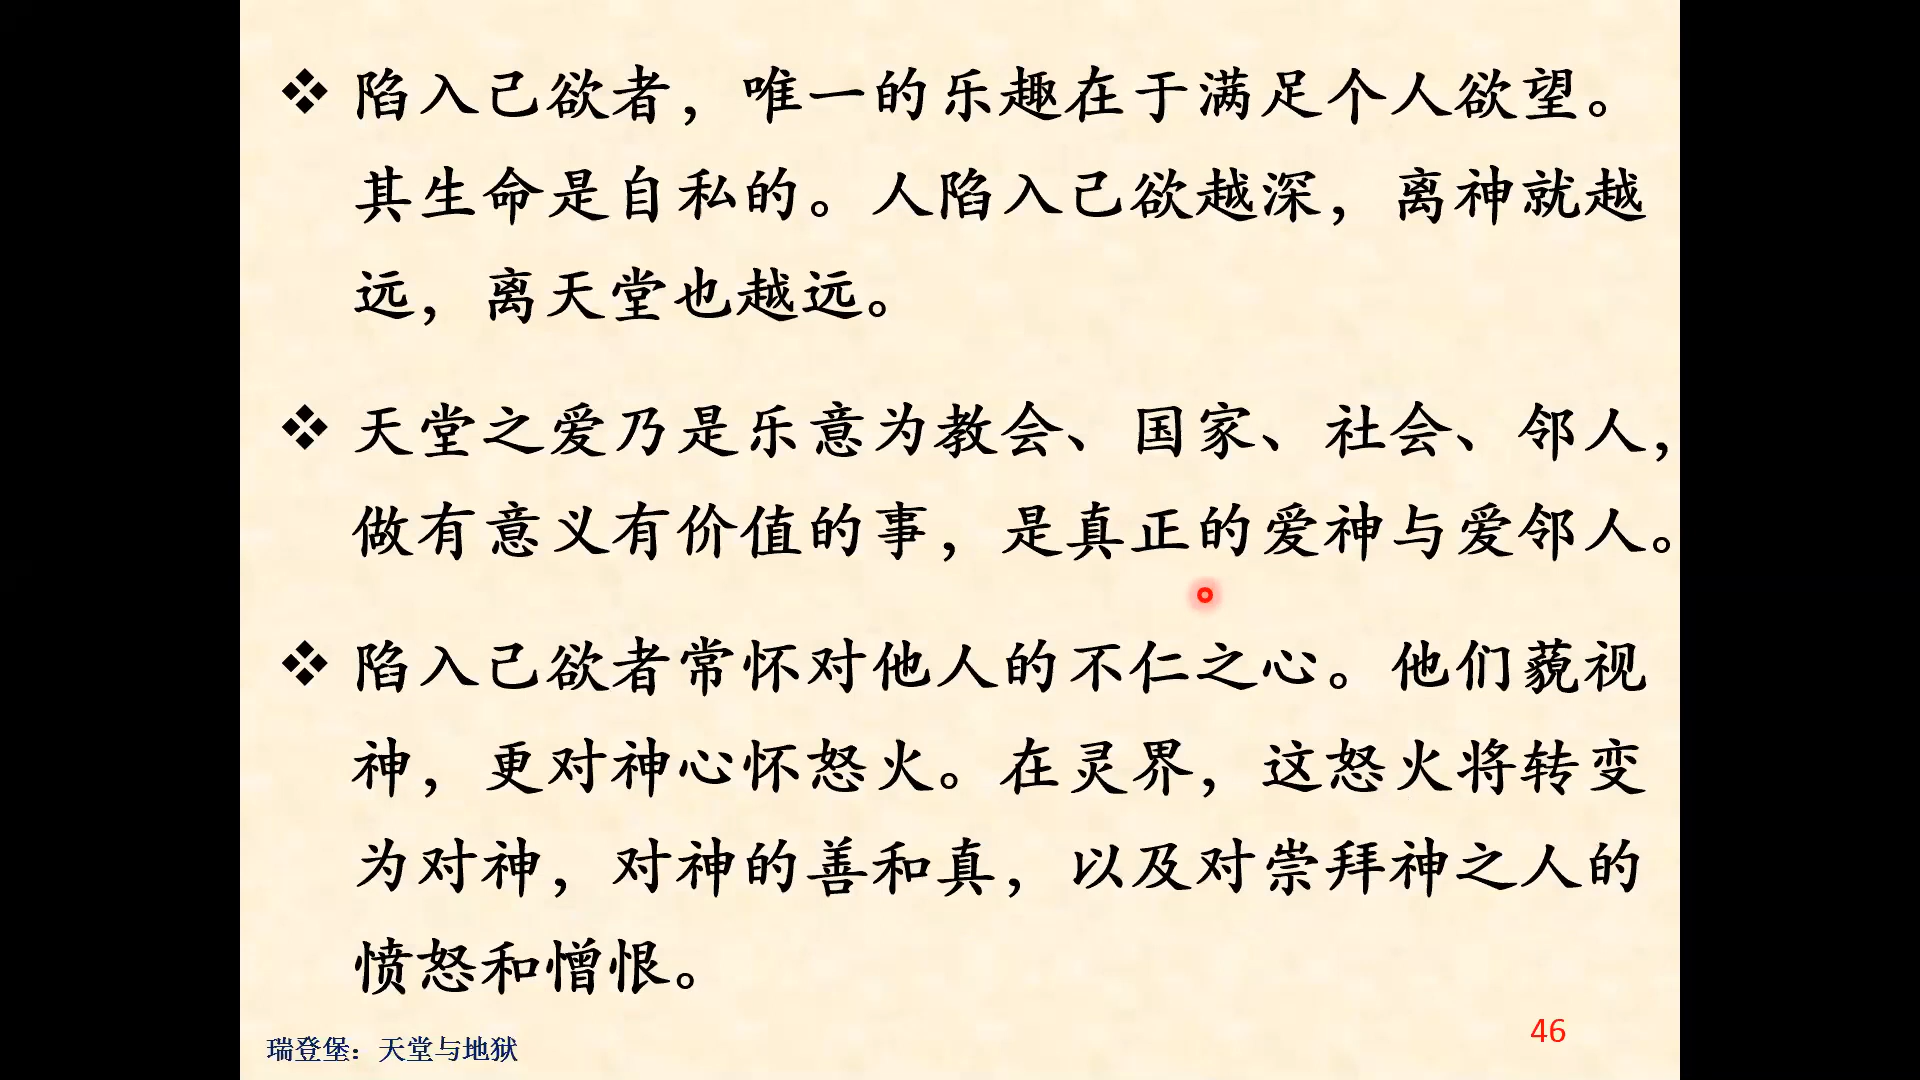 ❖ 陷入己欲者，唯一的乐趣在于满足个人欲望。
其生命是自私的。人陷入己欲越深，离神就越
远，离天堂也越远。
❖ 天堂之爱乃是乐意为教会、国家、社会、邻人，
做有意义有价值的事，是真正的爱神与爱邻人。
❖ 陷入己欲者常怀对他人的不仁之心。他们藐视
神，更对神心怀怒火。在灵界，这怒火将转变
为对神，对神的善和真，以及对崇拜神之人的
愤怒和憎恨。
瑞登堡：天堂与地狱
46